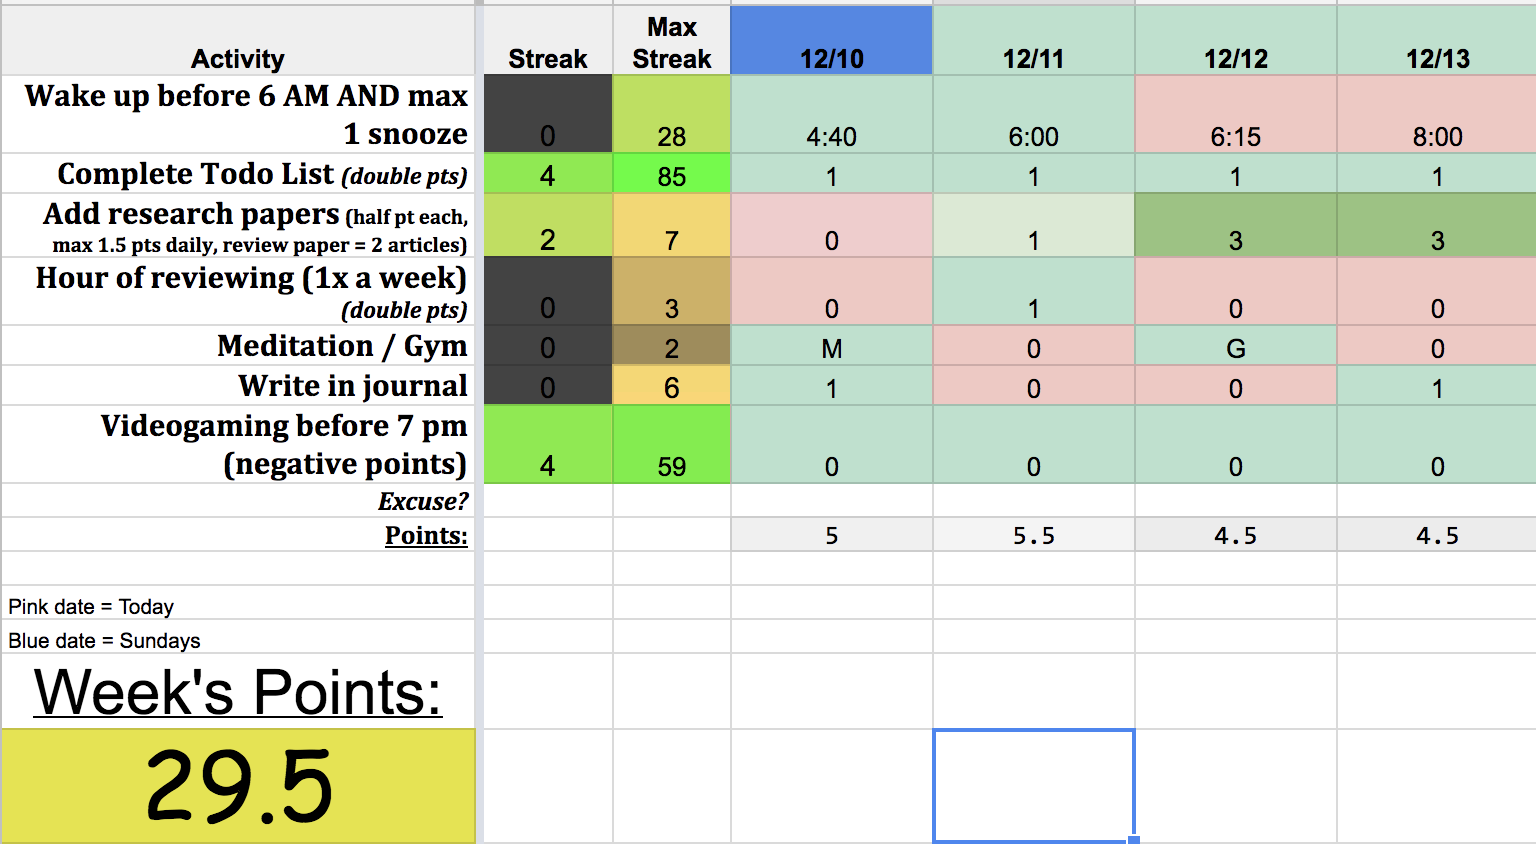 Activity Streak Max Streak 12/10 12/11 12/12 12/13
Wake up before 6 AM AND max
1 snooze 0 28 4:40 6:00 6:15 8:00
Complete Todo List (double pts) 4 85 1 1 1 1
Add research papers (half pt each,
max 1.5 pts daily, review paper = 2 articles) 2 7 0 1 3 3
Hour of reviewing (1x a week)
(double pts) 0 3 0 1 0 0
Meditation / Gym 0 2 M 0 G 0
Write in journal 0 6 1 0 0 1
Videogaming before 7 pm
(negative points) 4 59 0 0 0 0
Excuse?
Points: 5 5.5 4.5 4.5
Pink date = Today
Blue date = Sundays
Week's Points:
29.5